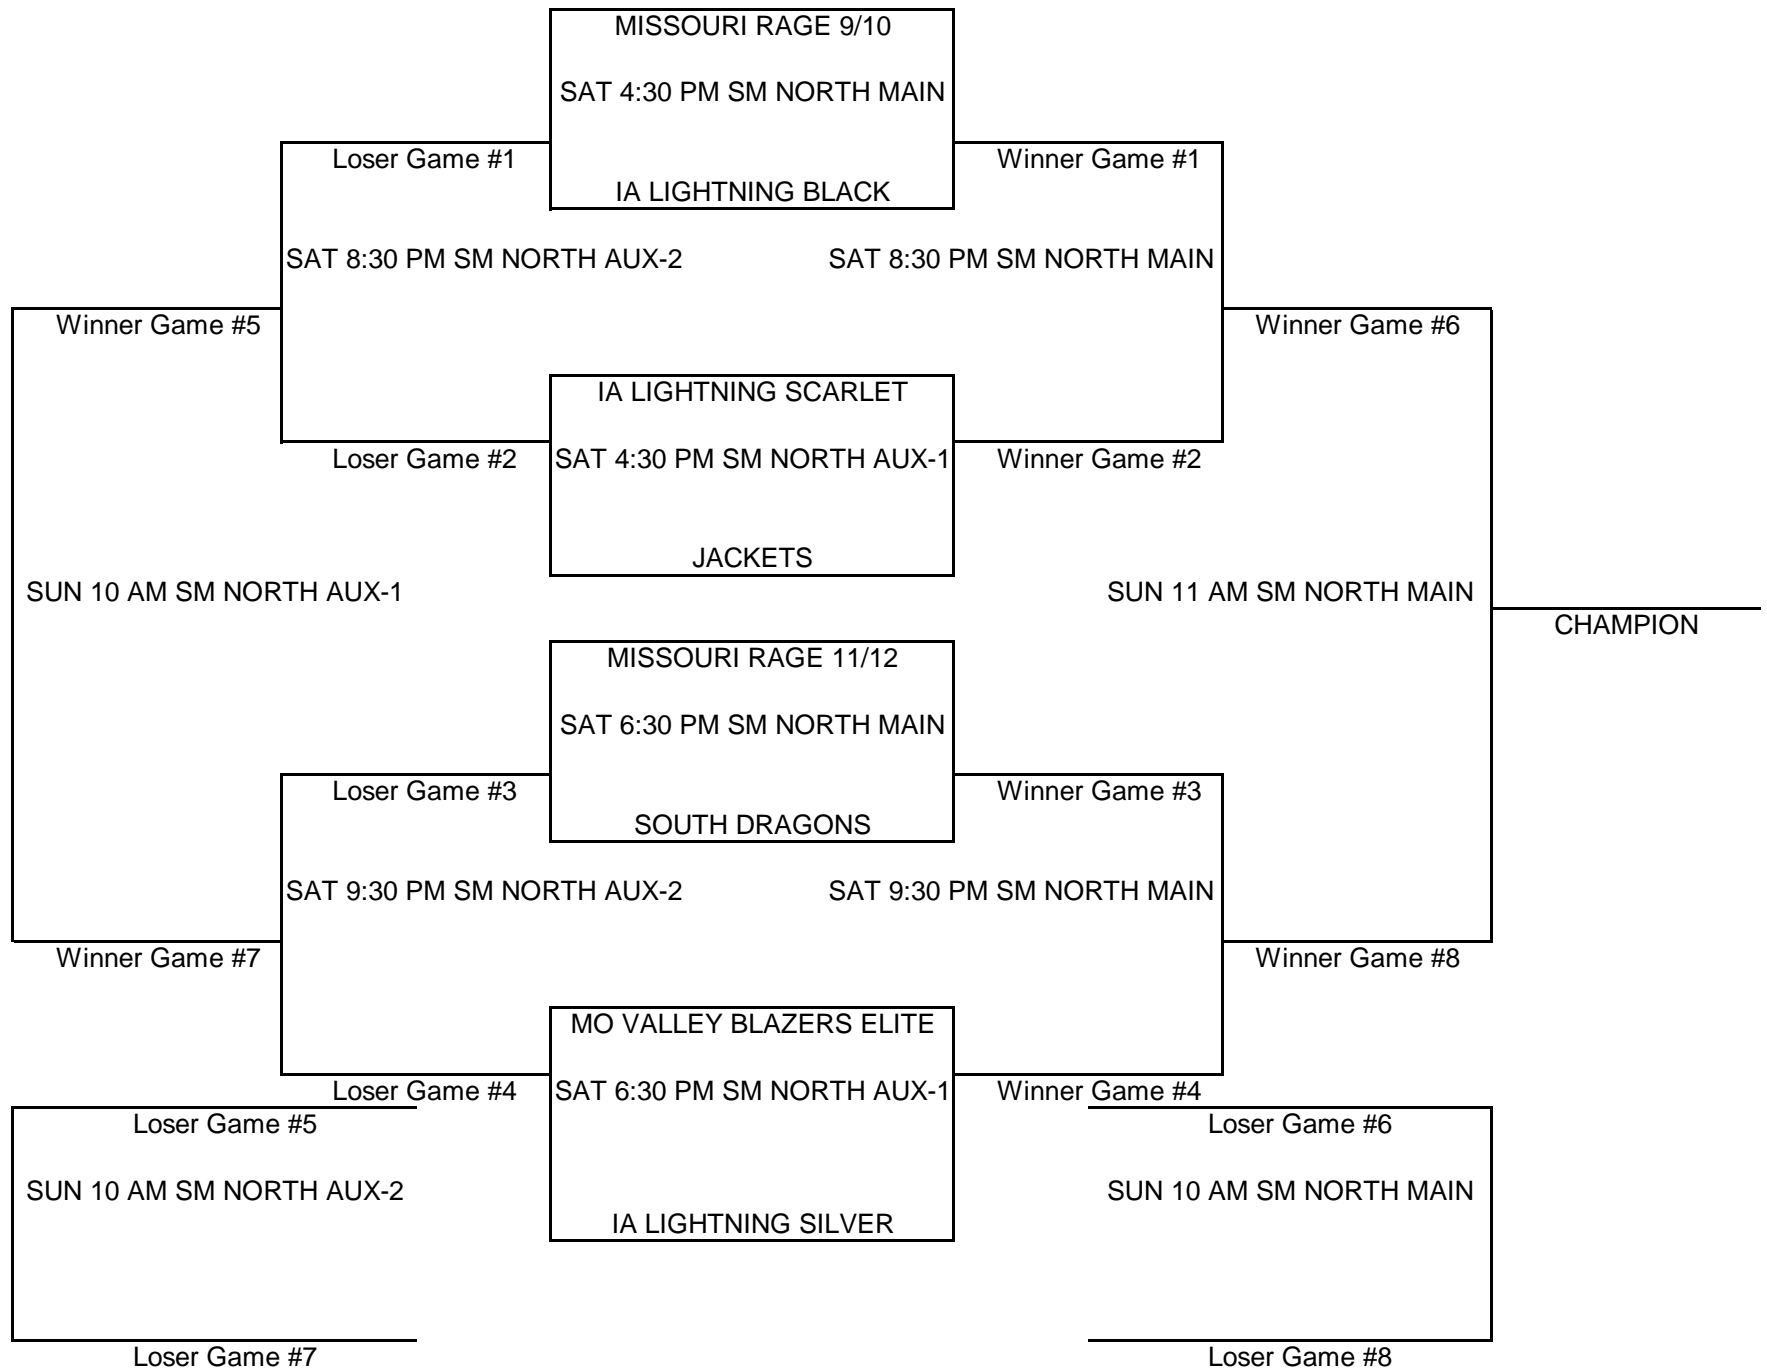 MISSOURI RAGE 9/10
SAT 4:30 PM SM NORTH MAIN
Loser Game #1
Winner Game #1
IA LIGHTNING BLACK
SAT 8:30 PM SM NORTH AUX-2
SAT 8:30 PM SM NORTH MAIN
Winner Game #5
Winner Game #6
IA LIGHTNING SCARLET
Loser Game #2
SAT 4:30 PM SM NORTH AUX-1
Winner Game #2
JACKETS
SUN 10 AM SM NORTH AUX-1
SUN 11 AM SM NORTH MAIN
CHAMPION
MISSOURI RAGE 11/12
SAT 6:30 PM SM NORTH MAIN
Loser Game #3
Winner Game #3
SOUTH DRAGONS
SAT 9:30 PM SM NORTH AUX-2
SAT 9:30 PM SM NORTH MAIN
Winner Game #7
Winner Game #8
MO VALLEY BLAZERS ELITE
Loser Game #4
SAT 6:30 PM SM NORTH AUX-1
Winner Game #4
Loser Game #5
Loser Game #6
SUN 10 AM SM NORTH AUX-2
SUN 10 AM SM NORTH MAIN
IA LIGHTNING SILVER
Loser Game #7
Loser Game #8